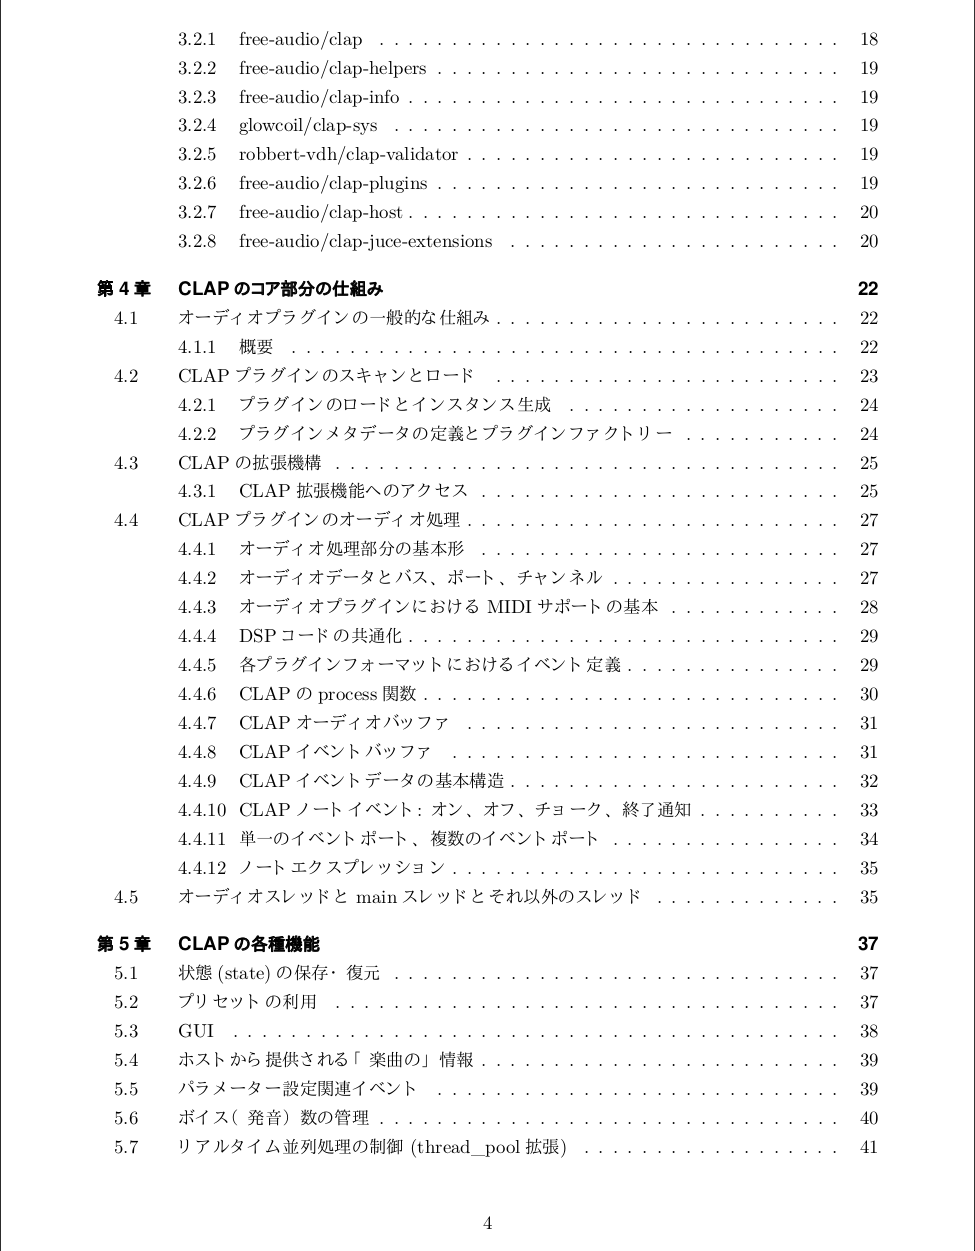 3.2.1 free-audio/clap . . . . . . . . . . . . . . . . . . . . . . . . . . . . . . . . 18
3.2.2 free-audio/clap-helpers . . . . . . . . . . . . . . . . . . . . . . . . . . . . 19
3.2.3 free-audio/clap-info . . . . . . . . . . . . . . . . . . . . . . . . . . . . . . 19
3.2.4 glowcoil/clap-sys . . . . . . . . . . . . . . . . . . . . . . . . . . . . . . . 19
3.2.5 robbert-vdh/clap-validator . . . . . . . . . . . . . . . . . . . . . . . . . . 19
3.2.6 free-audio/clap-plugins . . . . . . . . . . . . . . . . . . . . . . . . . . . . 19
3.2.7 free-audio/clap-host . . . . . . . . . . . . . . . . . . . . . . . . . . . . . . 20
3.2.8 free-audio/clap-juce-extensions . . . . . . . . . . . . . . . . . . . . . . . 20
第 4 章 CLAP のコア部分の仕組み 22
4.1 オーディオプラグインの一般的な仕組み . . . . . . . . . . . . . . . . . . . . . . . . 22
4.1.1 概要 . . . . . . . . . . . . . . . . . . . . . . . . . . . . . . . . . . . . . . 22
4.2 CLAP プラグインのスキャンとロード . . . . . . . . . . . . . . . . . . . . . . . . 23
4.2.1 プラグインのロードとインスタンス生成 . . . . . . . . . . . . . . . . . . . 24
4.2.2 プラグインメタデータの定義とプラグインファクトリー . . . . . . . . . . . 24
4.3 CLAP の拡張機構 . . . . . . . . . . . . . . . . . . . . . . . . . . . . . . . . . . . 25
4.3.1 CLAP 拡張機能へのアクセス . . . . . . . . . . . . . . . . . . . . . . . . . 25
4.4 CLAP プラグインのオーディオ処理 . . . . . . . . . . . . . . . . . . . . . . . . . . 27
4.4.1 オーディオ処理部分の基本形 . . . . . . . . . . . . . . . . . . . . . . . . . 27
4.4.2 オーディオデータとバス、ポート、チャンネル . . . . . . . . . . . . . . . . 27
4.4.3 オーディオプラグインにおける MIDI サポートの基本 . . . . . . . . . . . . 28
4.4.4 DSP コードの共通化 . . . . . . . . . . . . . . . . . . . . . . . . . . . . . . 29
4.4.5 各プラグインフォーマットにおけるイベント定義 . . . . . . . . . . . . . . . 29
4.4.6 CLAP の process 関数 . . . . . . . . . . . . . . . . . . . . . . . . . . . . . 30
4.4.7 CLAP オーディオバッファ . . . . . . . . . . . . . . . . . . . . . . . . . . 31
4.4.8 CLAP イベントバッファ . . . . . . . . . . . . . . . . . . . . . . . . . . . 31
4.4.9 CLAP イベントデータの基本構造 . . . . . . . . . . . . . . . . . . . . . . . 32
4.4.10 CLAP ノートイベント: オン、オフ、チョーク、終了通知 . . . . . . . . . . 33
4.4.11 単一のイベントポート、複数のイベントポート . . . . . . . . . . . . . . . . 34
4.4.12 ノートエクスプレッション . . . . . . . . . . . . . . . . . . . . . . . . . . . 35
4.5 オーディオスレッドと main スレッドとそれ以外のスレッド . . . . . . . . . . . . . 35
第 5 章 CLAP の各種機能 37
5.1 状態 (state) の保存・復元 . . . . . . . . . . . . . . . . . . . . . . . . . . . . . . . 37
5.2 プリセットの利用 . . . . . . . . . . . . . . . . . . . . . . . . . . . . . . . . . . . 37
5.3 GUI . . . . . . . . . . . . . . . . . . . . . . . . . . . . . . . . . . . . . . . . . . 38
5.4 ホストから提供される「楽曲の」情報 . . . . . . . . . . . . . . . . . . . . . . . . . 39
5.5 パラメーター設定関連イベント . . . . . . . . . . . . . . . . . . . . . . . . . . . . 39
5.6 ボイス（発音）数の管理 . . . . . . . . . . . . . . . . . . . . . . . . . . . . . . . . 40
5.7 リアルタイム並列処理の制御 (thread_pool 拡張) . . . . . . . . . . . . . . . . . . 41
4